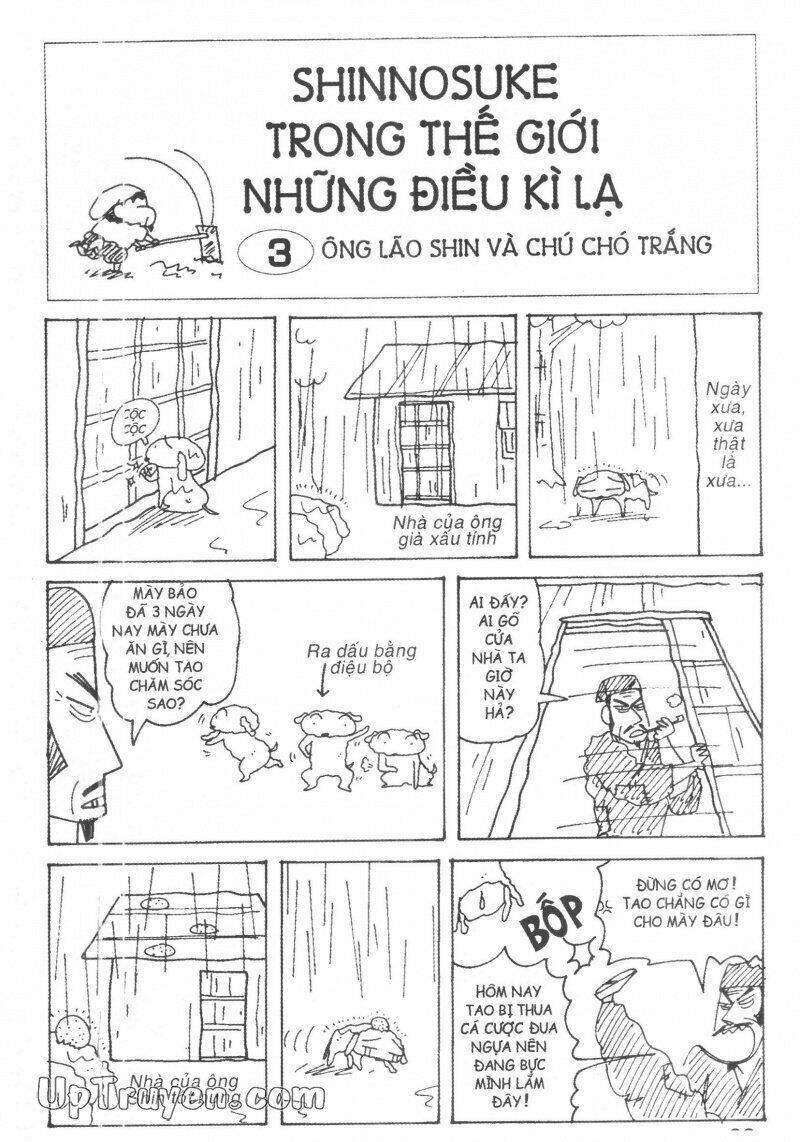 SHINNOSUKE
TRONG THẾ GIỚI
NHỮNG ĐIỀU KÌ LẠ
3 ÔNG LÃO SHIN VÀ CHÚ CHÓ TRẮNG
Ngày
xưa,
xưa
thật
là
xưa...
Nhà của ông
già xấu tính
CỘC
CỘC
AI ĐẤY?
AI GÕ
CỬA
NHÀ TA
GIỜ
NÀY
HẢ?
Ra dấu bằng
điệu bộ
MÀY BẢO
ĐÃ 3 NGÀY
NAY MÀY CHƯA
ĂN GÌ, NÊN
MUỐN TAO
CHĂM SÓC
SAO?
ĐỪNG CÓ MƠ!
TAO CHẲNG CÓ GÌ
CHO MÀY ĐÂU!
BỐP
HÔM NAY
TAO BỊ THUA
CÁ CƯỢC ĐUA
NGỰA NÊN
ĐANG BỰC
MÌNH LẮM
ĐÂY!
Nhà của ông
Shin tốt bụng
UpTruyen.com